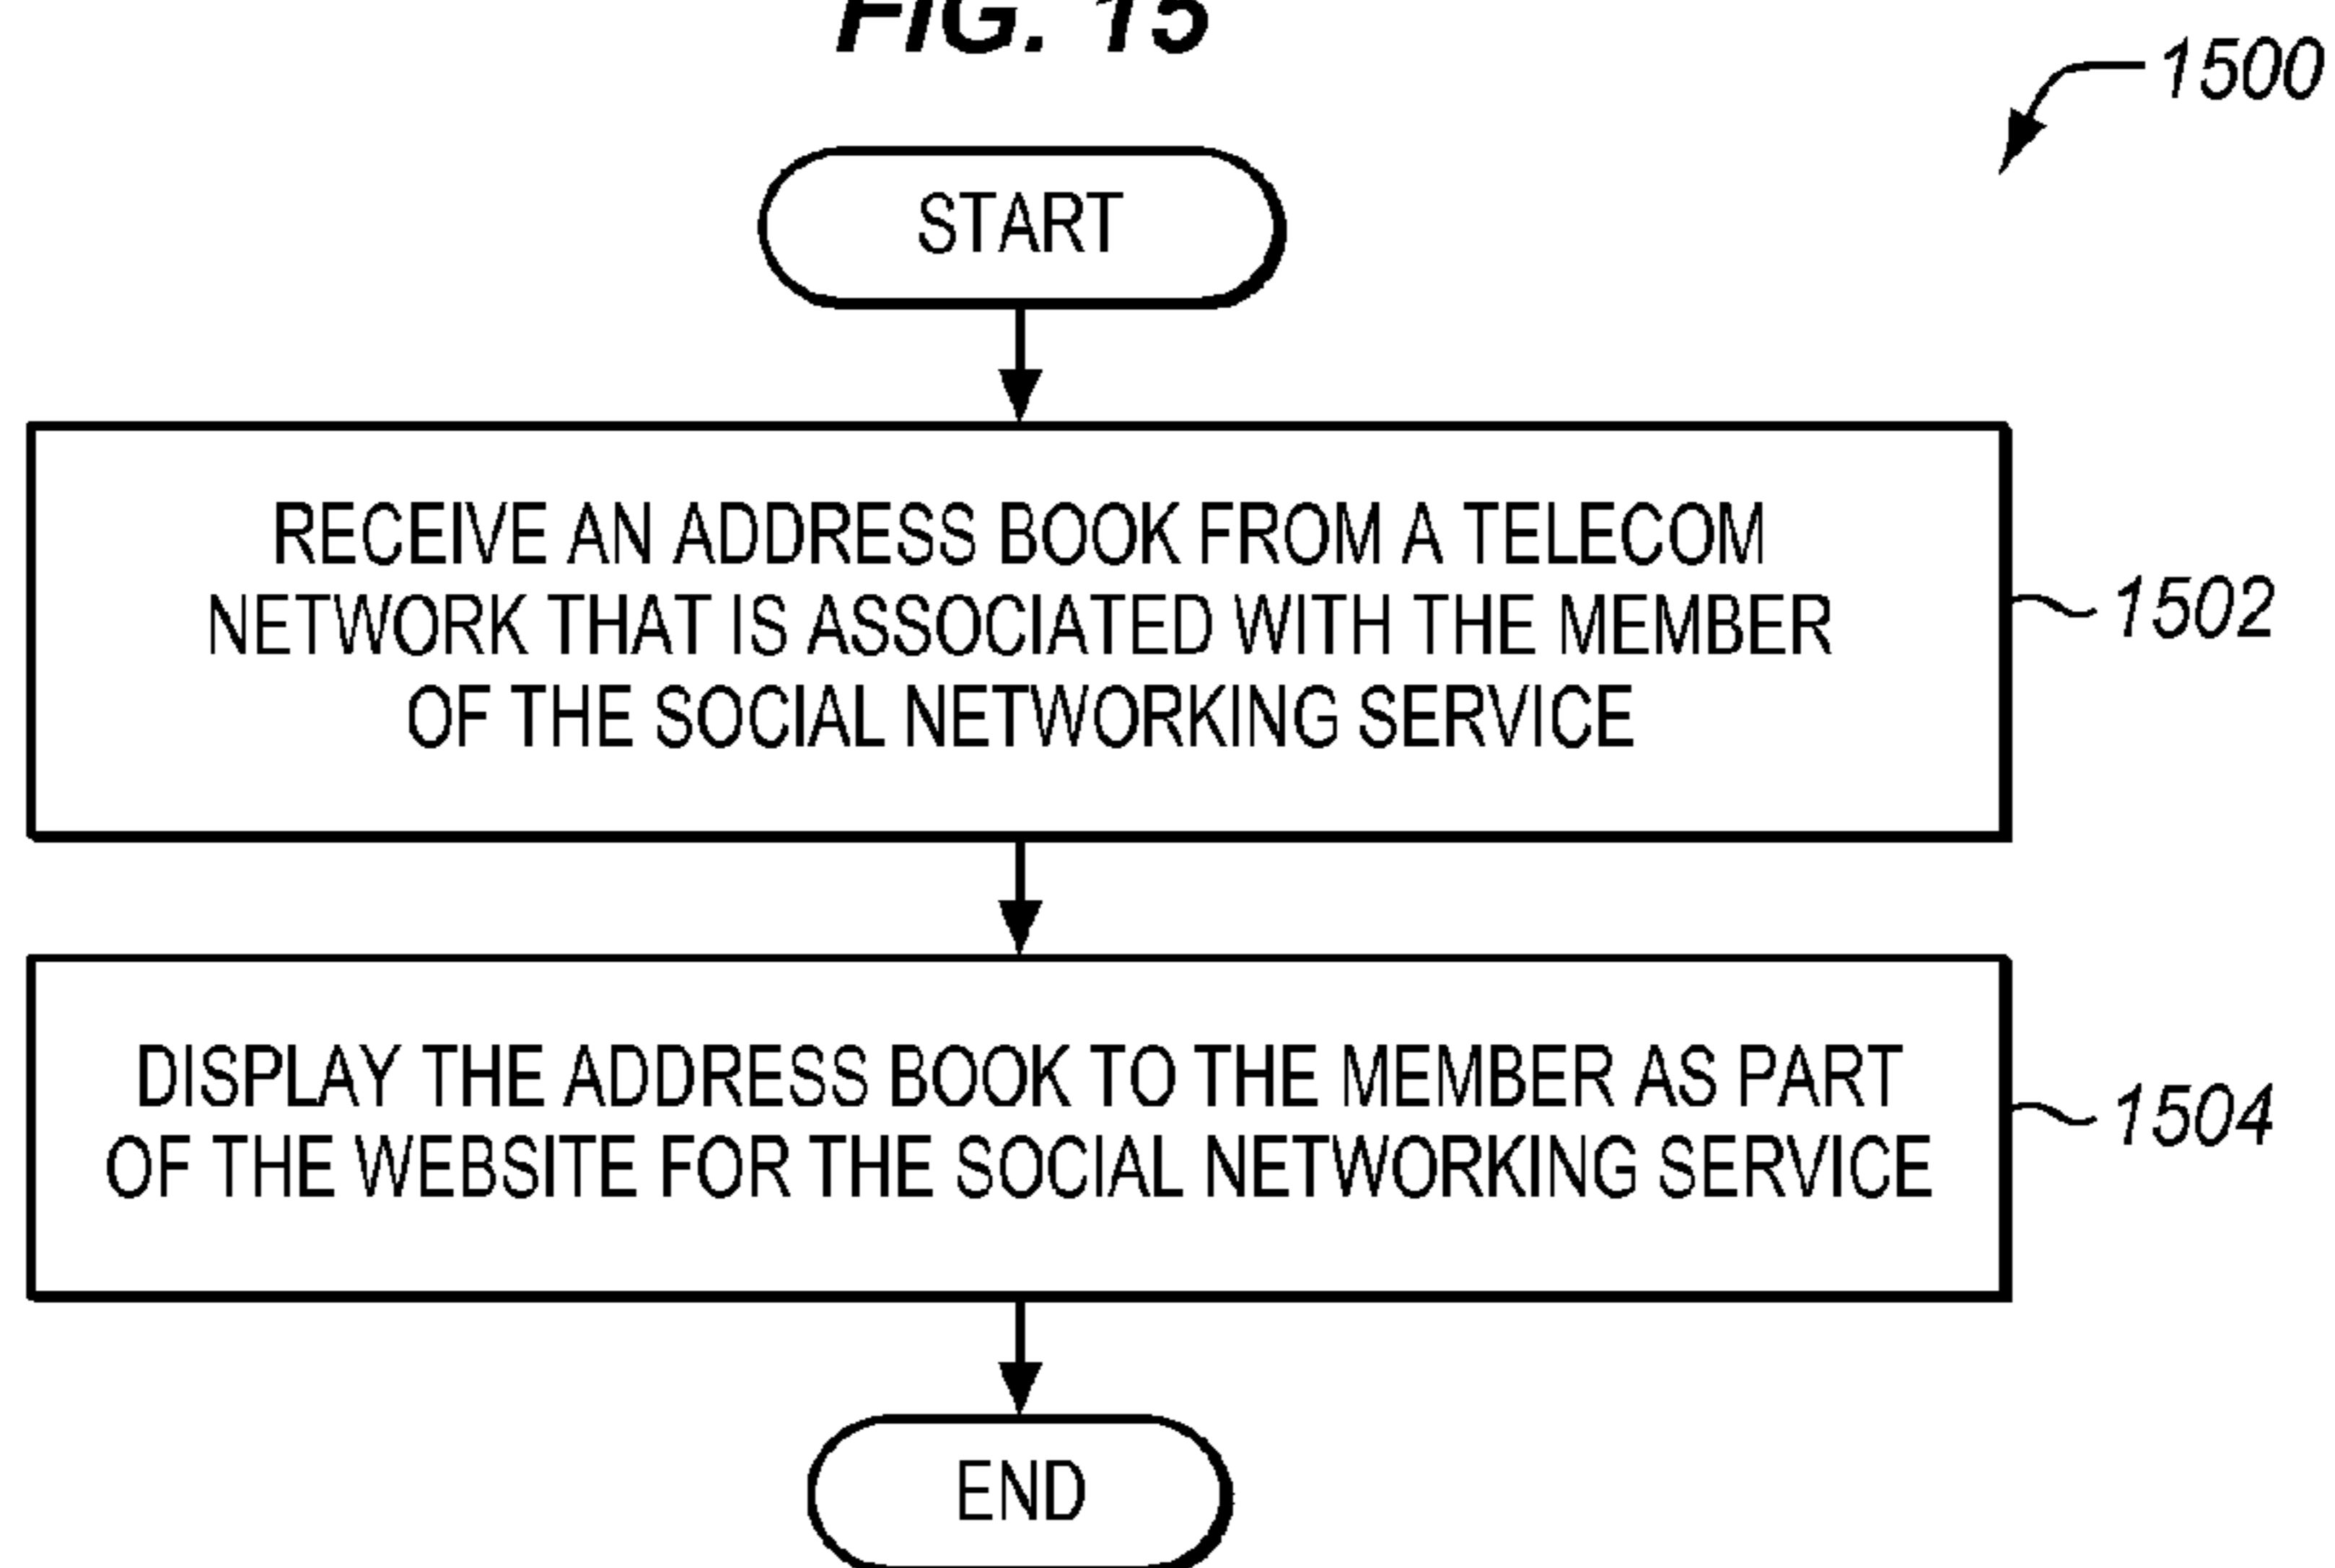 FIG. 15
1500
START
RECEIVE AN ADDRESS BOOK FROM A TELECOM
NETWORK THAT IS ASSOCIATED WITH THE MEMBER
OF THE SOCIAL NETWORKING SERVICE
1502
DISPLAY THE ADDRESS BOOK TO THE MEMBER AS PART
OF THE WEBSITE FOR THE SOCIAL NETWORKING SERVICE
1504
END